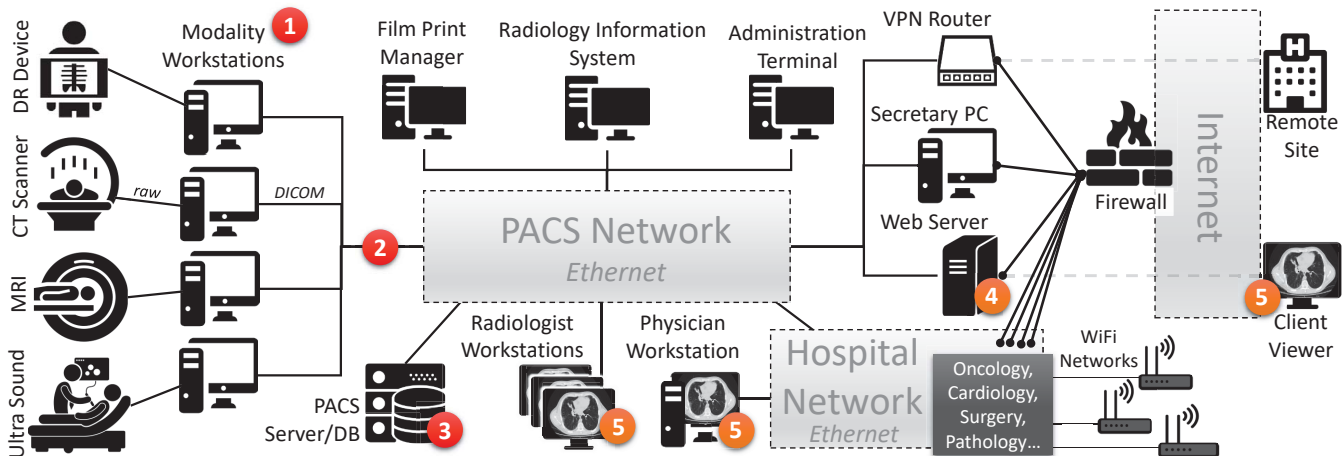 DR Device
CT Scanner
MRI
Ultra Sound
Modality
Workstations
1
raw
DICOM
2
Film Print
Manager
Radiology Information
System
Administration
Terminal
PACS Network
Ethernet
PACS
Server/DB
3
Radiologist
Workstations
5
Physician
Workstation
5
VPN Router
Secretary PC
Web Server
4
Firewall
Internet
H
Remote
Site
5
Client
Viewer
Hospital
Network
Ethernet
Oncology,
Cardiology,
Surgery,
Pathology...
WiFi
Networks